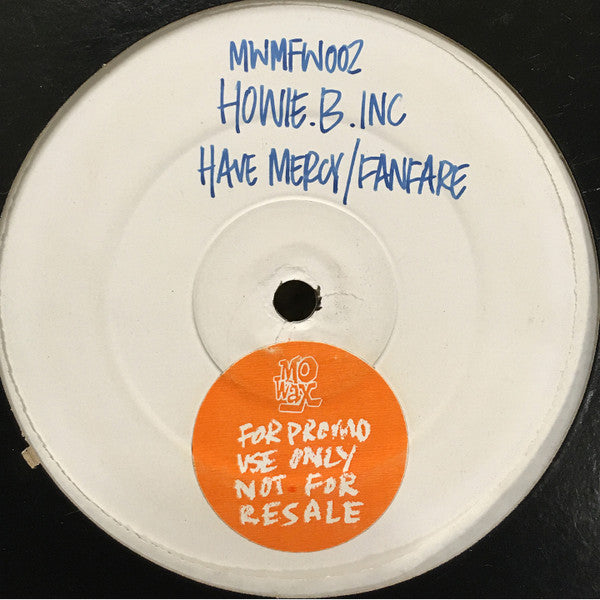 MWMFW002
HOWIE.B.INC
HAVE MERCY/FANFARE
MO
WAX
FOR PROMO
USE ONLY
NOT FOR
RESALE